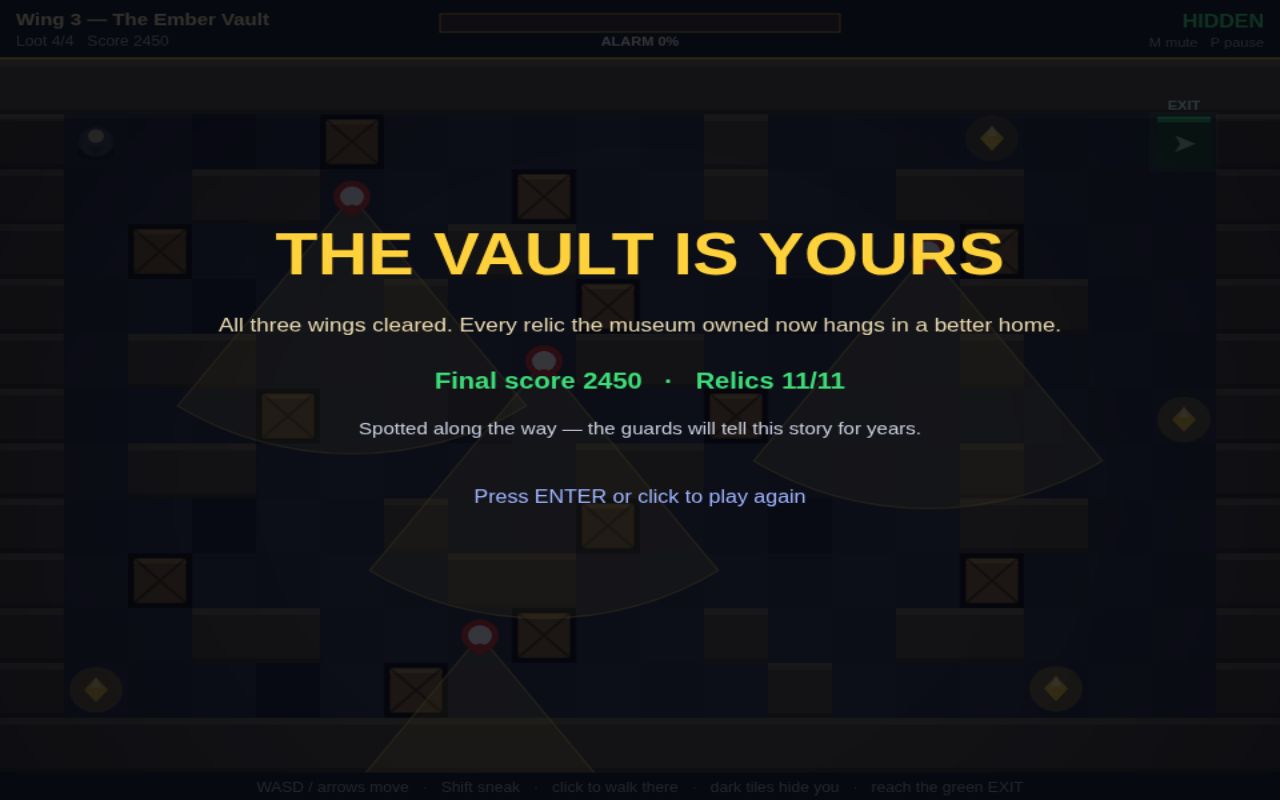 Wing 3 — The Ember Vault
Loot 4/4 Score 2450
ALARM 0%
HIDDEN
M mute P pause
EXIT
THE VAULT IS YOURS
All three wings cleared. Every relic the museum owned now hangs in a better home.
Final score 2450 · Relics 11/11
Spotted along the way — the guards will tell this story for years.
Press ENTER or click to play again
WASD / arrows move · Shift sneak · click to walk there · dark tiles hide you · reach the green EXIT